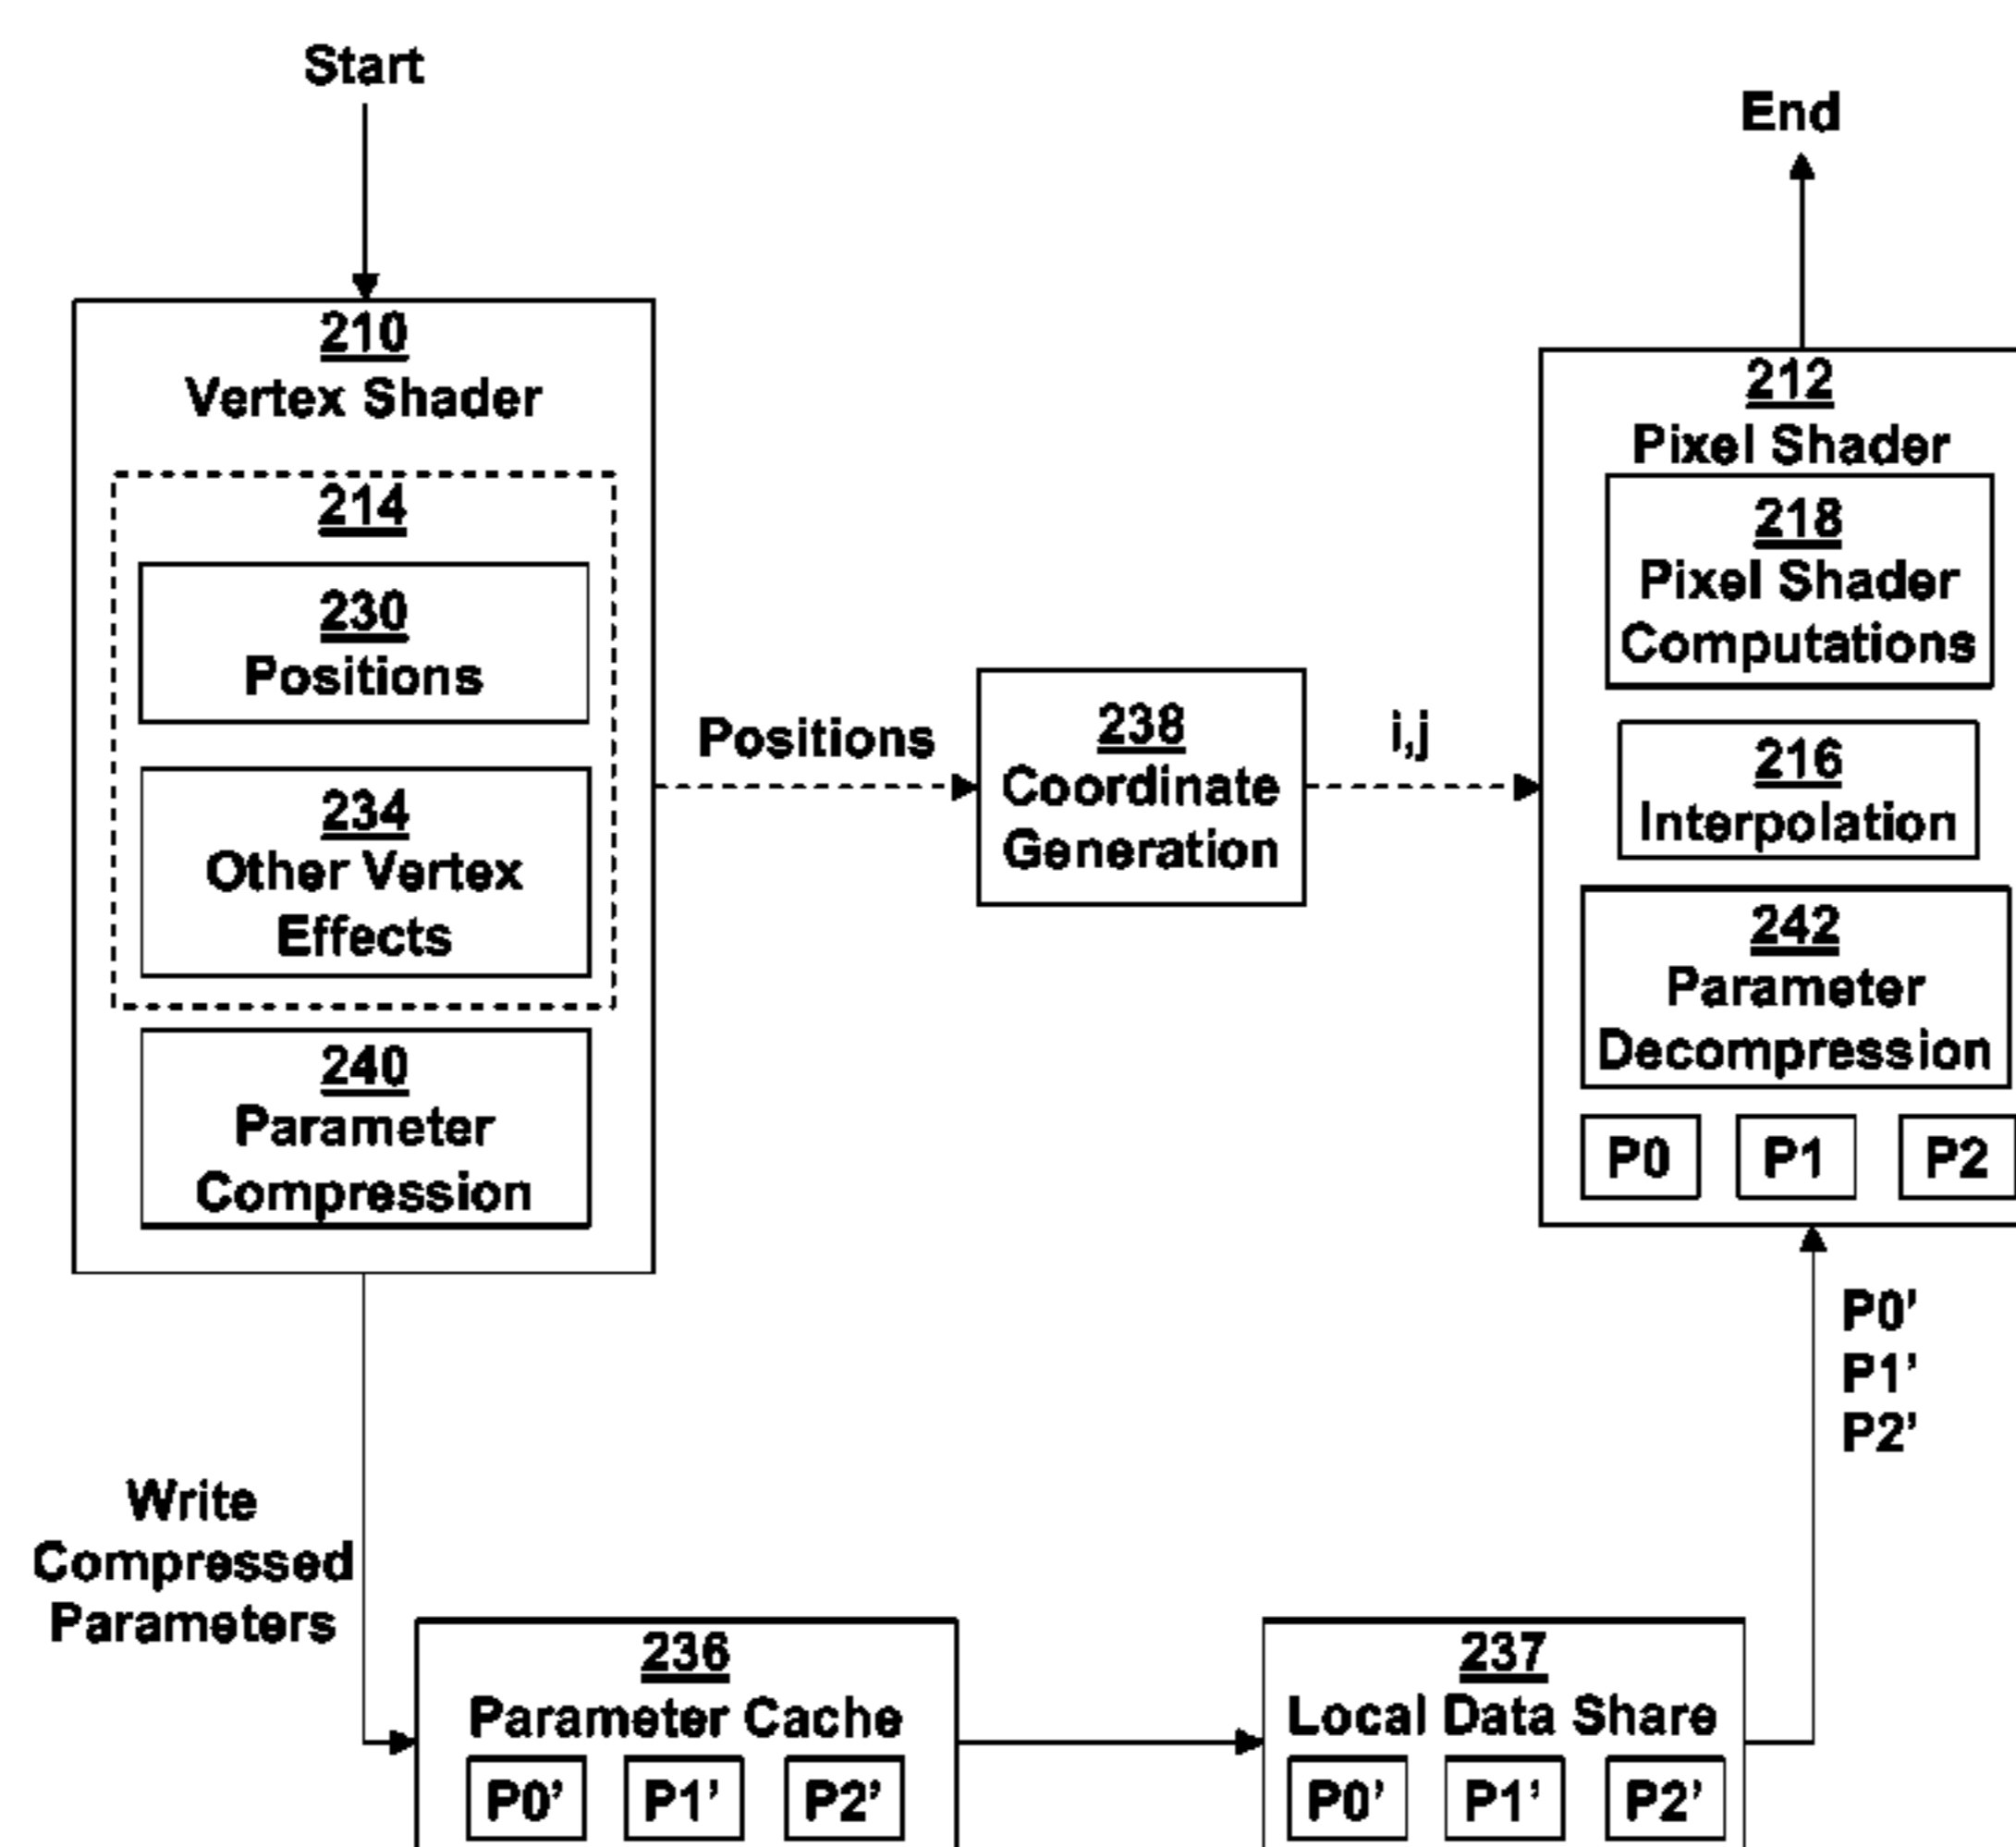 Start
End
210
Vertex Shader
214
230
Positions
234
Other Vertex
Effects
240
Parameter
Compression
Positions
238
Coordinate
Generation
i,j
212
Pixel Shader
218
Pixel Shader
Computations
216
Interpolation
242
Parameter
Decompression
P0 P1 P2
P0'
P1'
P2'
Write
Compressed
Parameters
236
Parameter Cache
P0' P1' P2'
237
Local Data Share
P0' P1' P2'